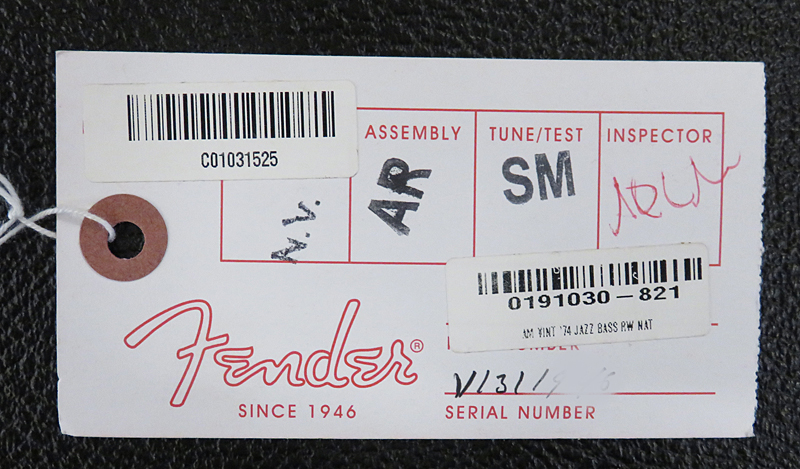 C01031525
ASSEMBLY TUNE/TEST INSPECTOR
N.V. AR SM
0191030-821
AM VINT '74 JAZZ BASS RW NAT
Fender®
SINCE 1946
SERIAL NUMBER